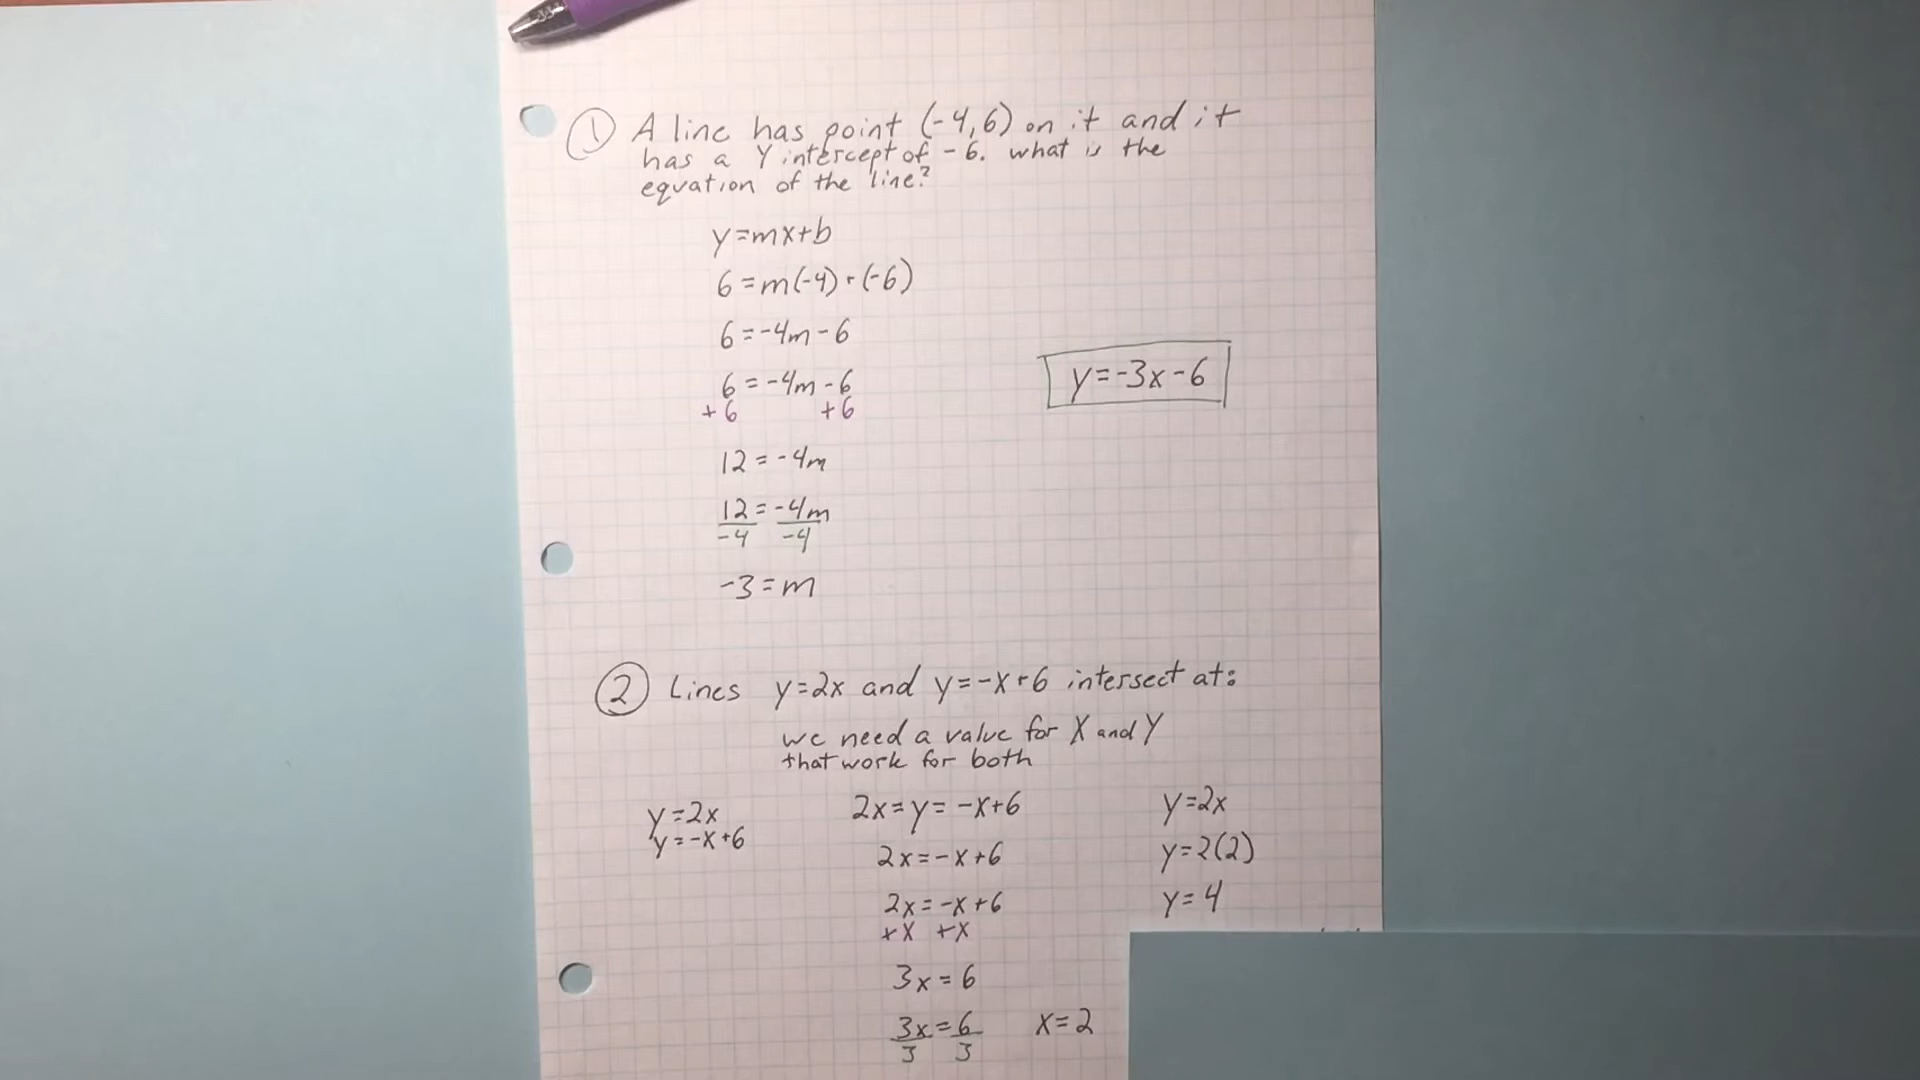 ① A line has point (-4,6) on it and it
has a Y intercept of -6. what is the
equation of the line?
y=mx+b
6=m(-4)+(-6)
6=-4m-6
6=-4m-6
+6 +6
12=-4m
12=-4m
-4 -4
-3=m
y=-3x-6
② Lines y=2x and y=-x+6 intersect at:
we need a value for X and Y
that work for both
y=2x
y=-x+6
2x=y=-x+6
2x=-x+6
2x=-x+6
+x +x
3x=6
3x=6
3 3
x=2
y=2x
y=2(2)
y=4